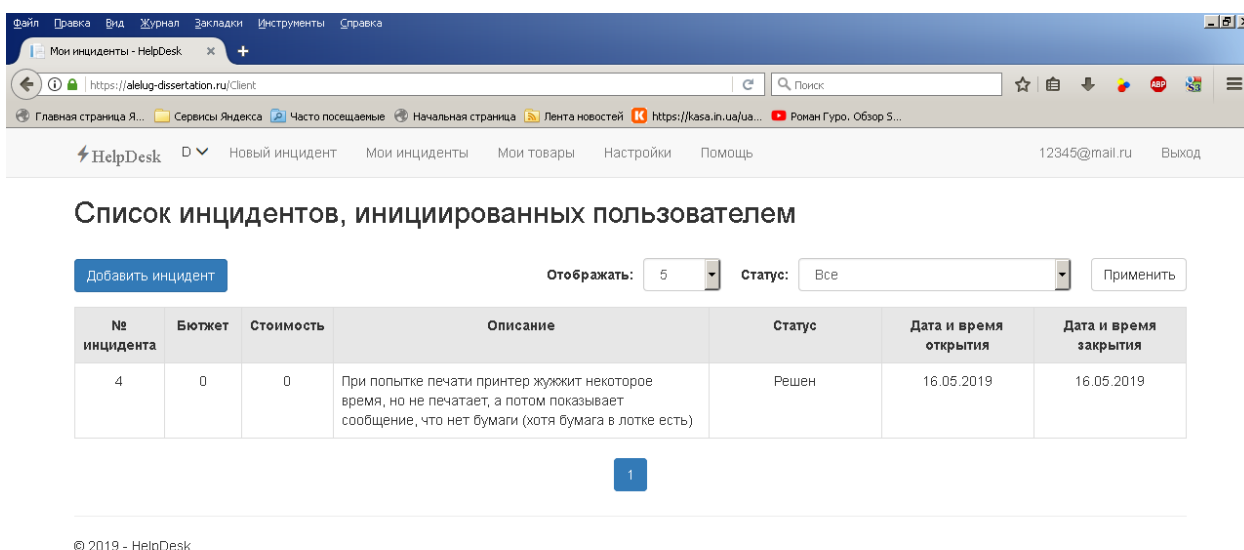 Файл Правка Вид Журнал Закладки Инструменты Справка
Мои инциденты - HelpDesk
https://alelug-dissertation.ru/Client Поиск
Главная страница Я... Сервисы Яндекса Часто посещаемые Начальная страница Лента новостей https://kasa.in.ua/ua... Роман Гуро. Обзор S...
HelpDesk D Новый инцидент Мои инциденты Мои товары Настройки Помощь 12345@mail.ru Выход
Список инцидентов, инициированных пользователем
Добавить инцидент Отображать: 5 Статус: Все Применить
№ Бютжет Стоимость Описание Статус Дата и время Дата и время
инцидента открытия закрытия
4 0 0 При попытке печати принтер жужжит некоторое Решен 16.05.2019 16.05.2019
время, но не печатает, а потом показывает
сообщение, что нет бумаги (хотя бумага в лотке есть)
1
© 2019 - HelpDesk